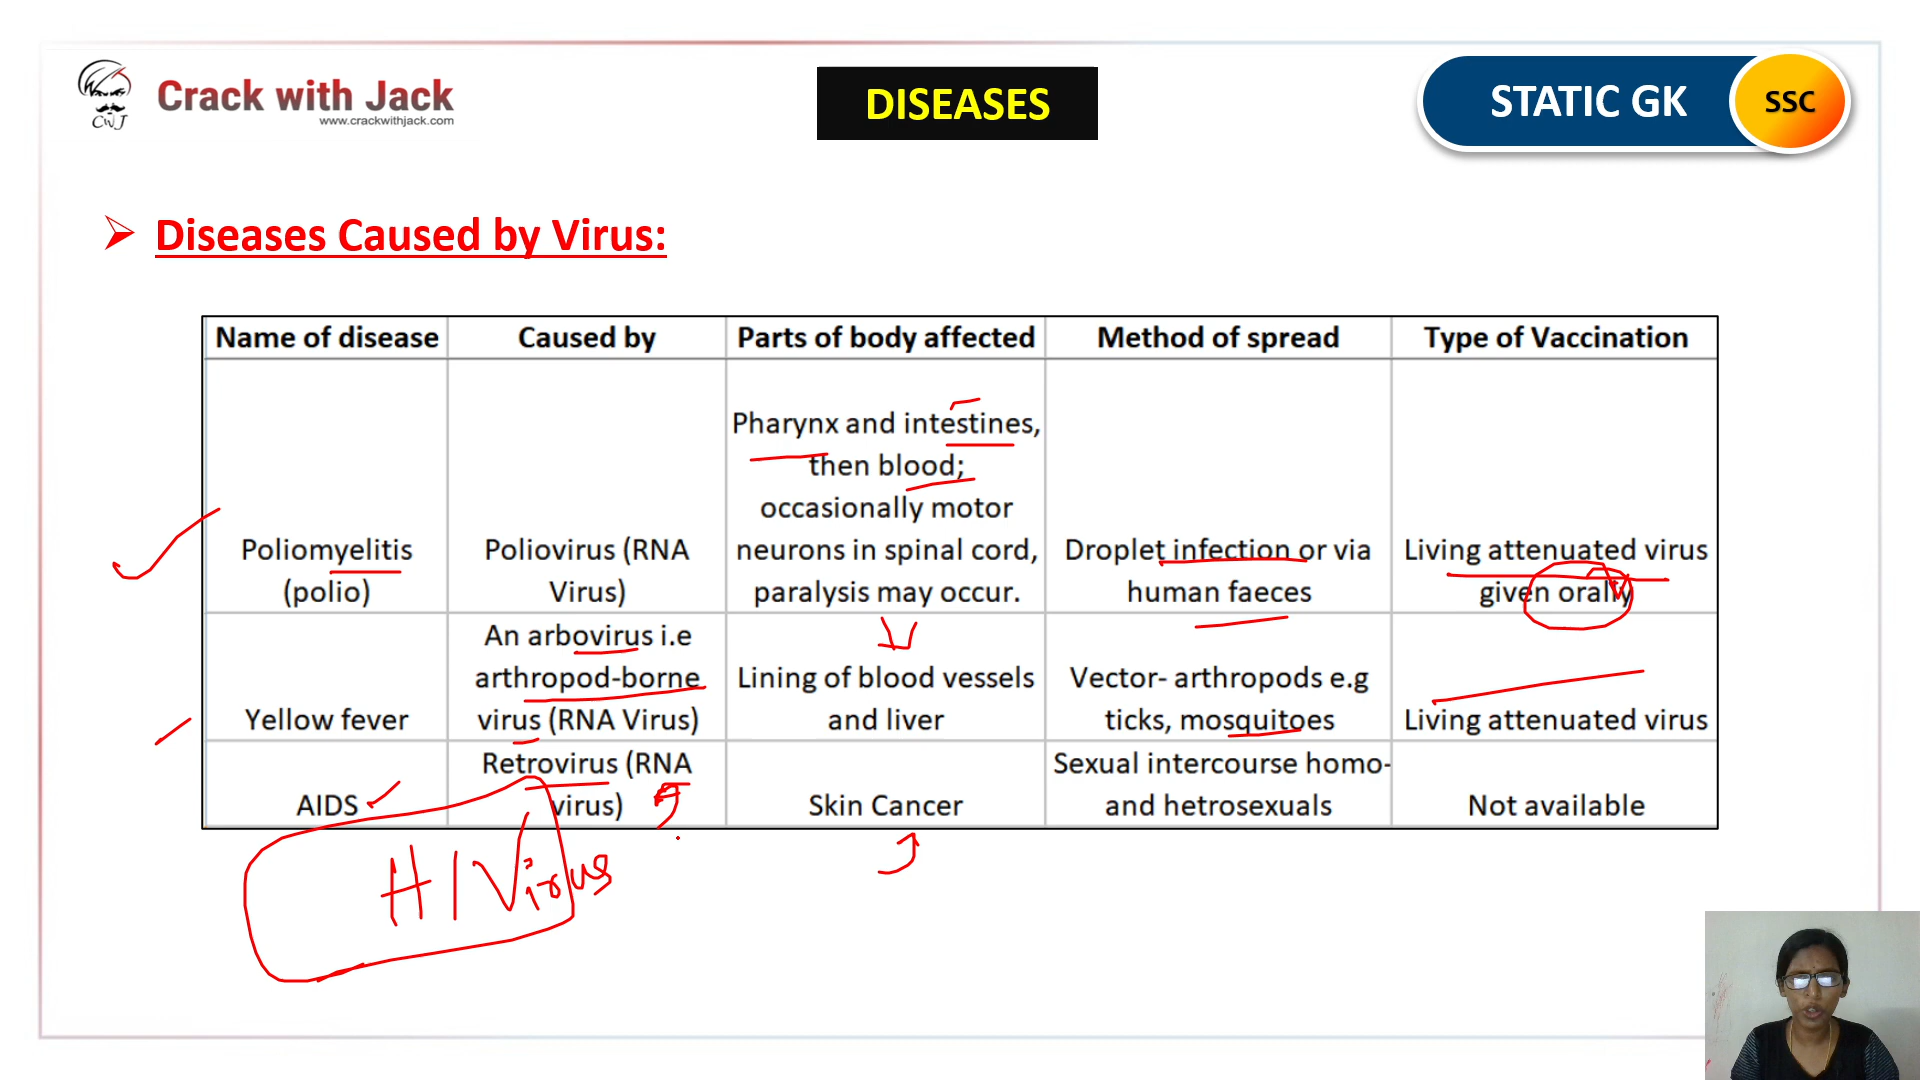 Crack with Jack
www.crackwithjack.com
CWJ
DISEASES
STATIC GK
SSC
Diseases Caused by Virus:
Name of disease
Caused by
Parts of body affected
Method of spread
Type of Vaccination
Poliomyelitis
(polio)
Poliovirus (RNA
Virus)
Pharynx and intestines,
then blood;
occasionally motor
neurons in spinal cord,
paralysis may occur.
Droplet infection or via
human faeces
Living attenuated virus
given orally
Yellow fever
An arbovirus i.e
arthropod-borne
virus (RNA Virus)
Lining of blood vessels
and liver
Vector- arthropods e.g
ticks, mosquitoes
Living attenuated virus
AIDS
Retrovirus (RNA
virus)
Skin Cancer
Sexual intercourse homo-
and hetrosexuals
Not available
HIVirus